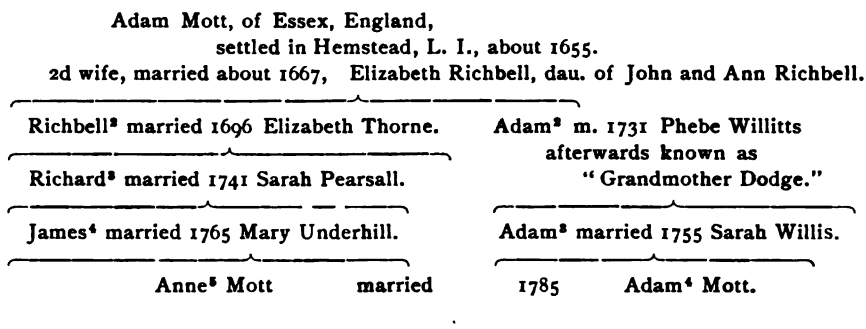 Adam Mott, of Essex, England,
settled in Hemstead, L. I., about 1655.
2d wife, married about 1667, Elizabeth Richbell, dau. of John and Ann Richbell.
Richbell² married 1696 Elizabeth Thorne. Adam² m. 1731 Phebe Willitts
afterwards known as
Richard³ married 1741 Sarah Pearsall. "Grandmother Dodge."
James⁴ married 1765 Mary Underhill. Adam³ married 1755 Sarah Willis.
Anne⁵ Mott married 1785 Adam⁴ Mott.